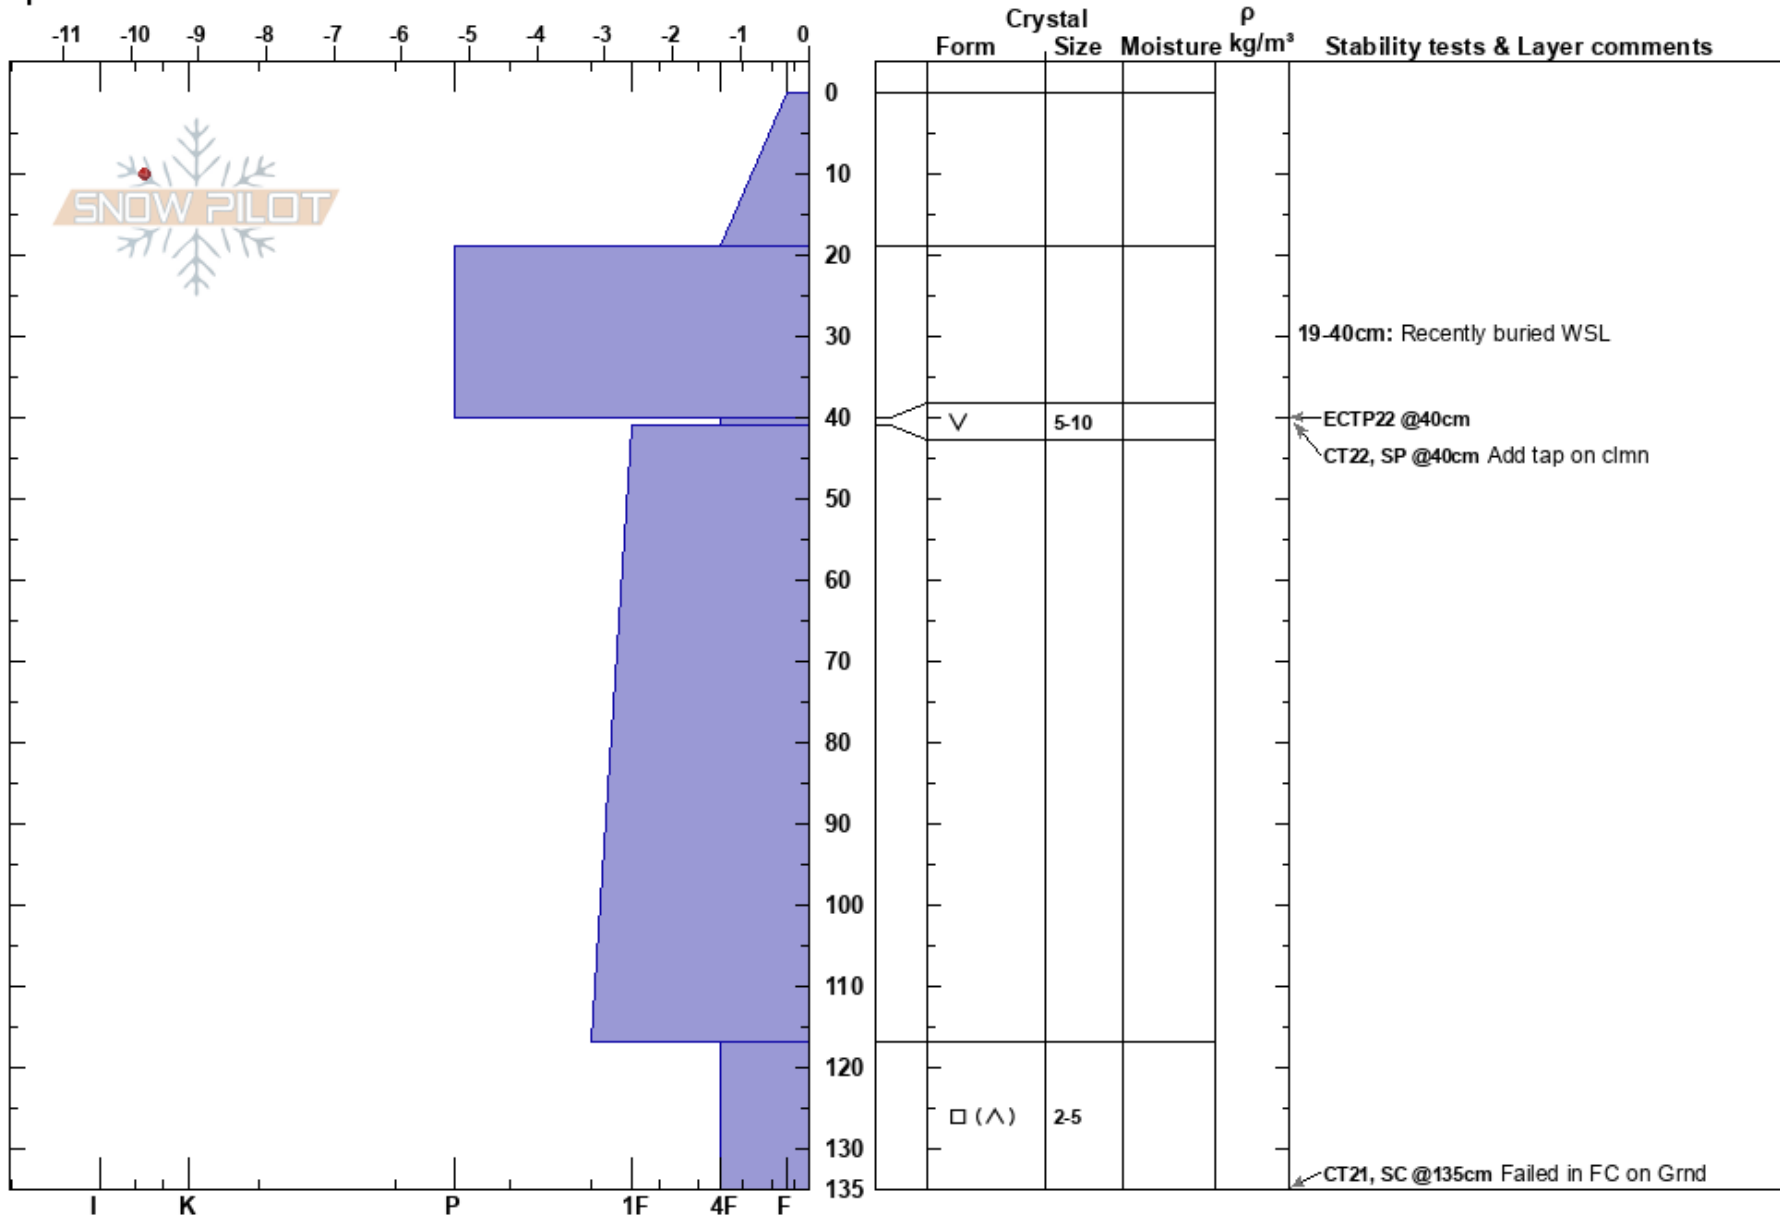 -11 -10 -9 -8 -7 -6 -5 -4 -3 -2 -1 0
Crystal ρ
Form Size Moisture kg/m³ Stability tests & Layer comments
0
10
SNOW PILOT
20
30 19-40cm: Recently buried WSL
40 5-10 ECTP22 @40cm
CT22, SP @40cm Add tap on clmn
50
60
70
80
90
100
110
120
2-5
130
CT21, SC @135cm Failed in FC on Grnd
135
I K P 1F 4F F